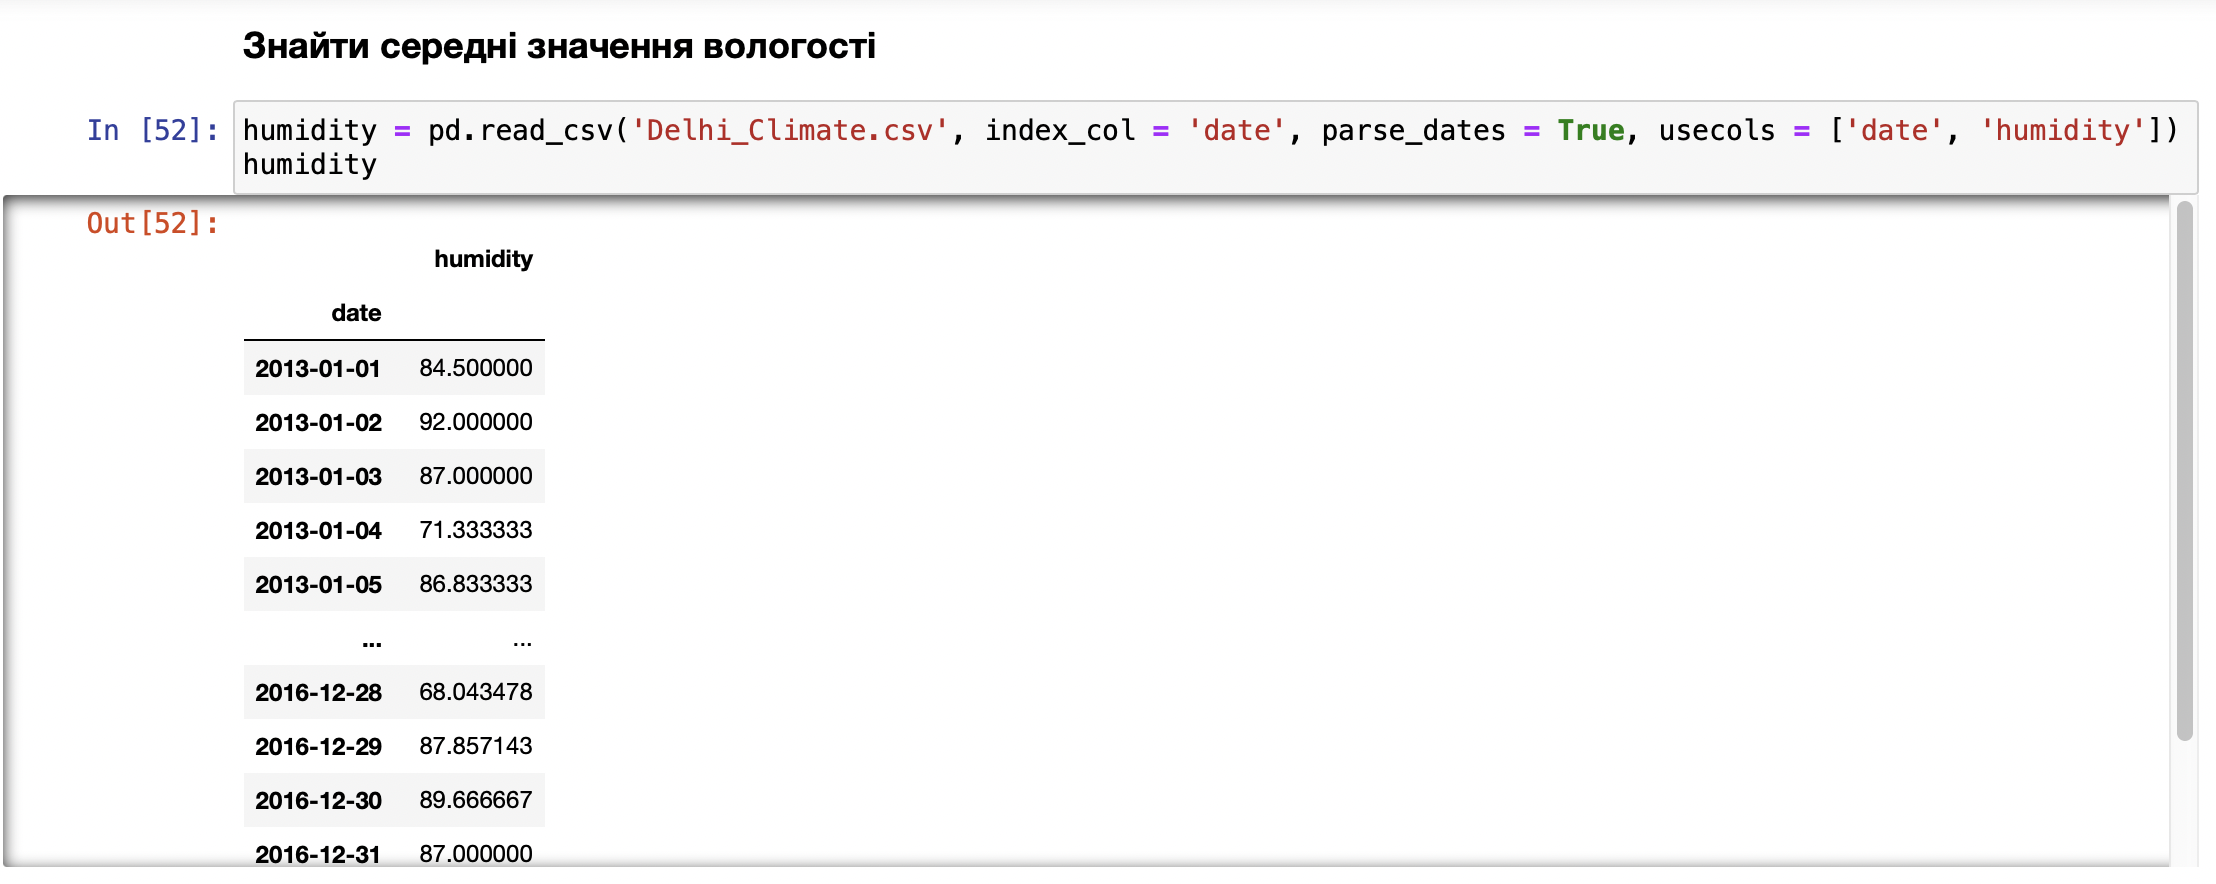 Знайти середні значення вологості
In [52]: humidity = pd.read_csv('Delhi_Climate.csv', index_col = 'date', parse_dates = True, usecols = ['date', 'humidity'])
humidity
Out[52]:
humidity
date
2013-01-01 84.500000
2013-01-02 92.000000
2013-01-03 87.000000
2013-01-04 71.333333
2013-01-05 86.833333
... ...
2016-12-28 68.043478
2016-12-29 87.857143
2016-12-30 89.666667
2016-12-31 87.000000